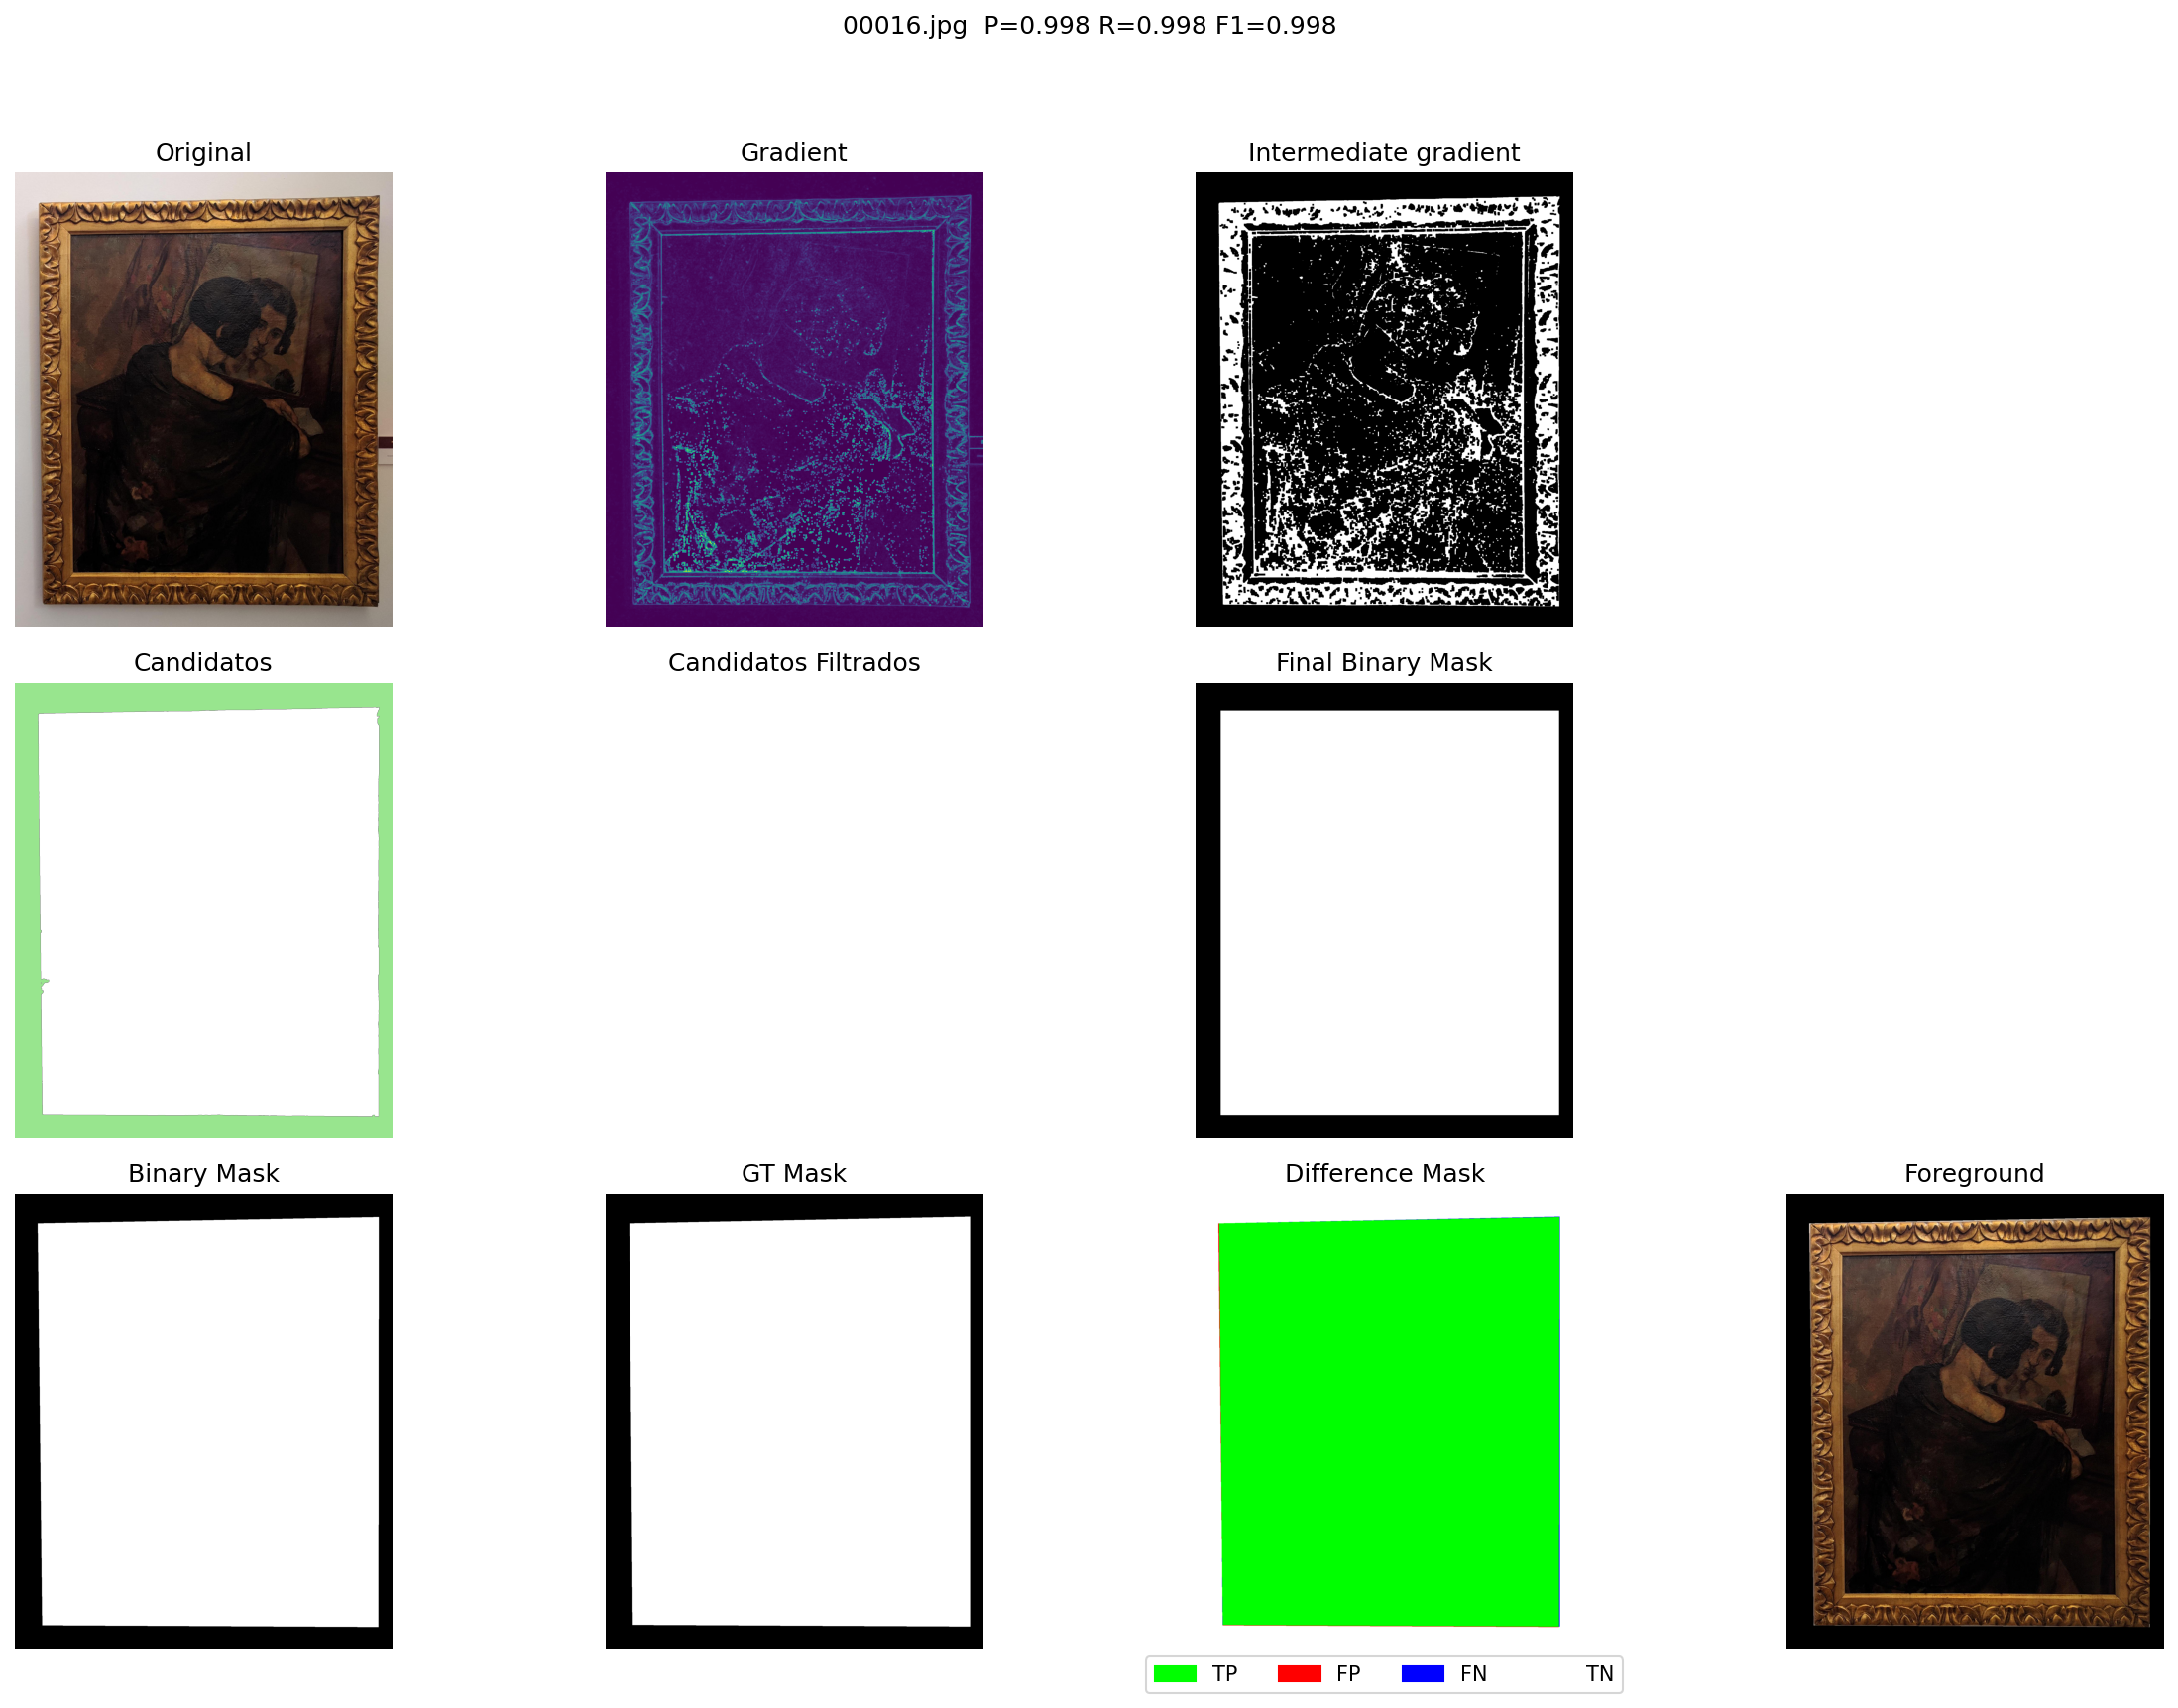 00016.jpg  P=0.998 R=0.998 F1=0.998
Original
Gradient
Intermediate gradient
Candidatos
Candidatos Filtrados
Final Binary Mask
Binary Mask
GT Mask
Difference Mask
Foreground
TP
FP
FN
TN